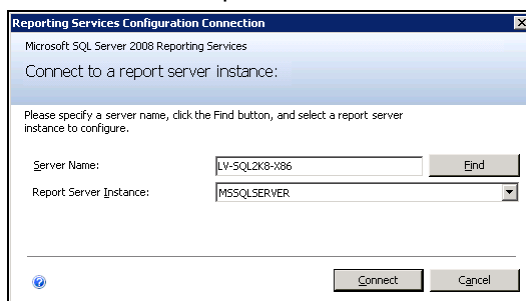 Reporting Services Configuration Connection
Microsoft SQL Server 2008 Reporting Services
Connect to a report server instance:
Please specify a server name, click the Find button, and select a report server
instance to configure.
Server Name: LV-SQL2K8-X86 Find
Report Server Instance: MSSQLSERVER
Connect Cancel